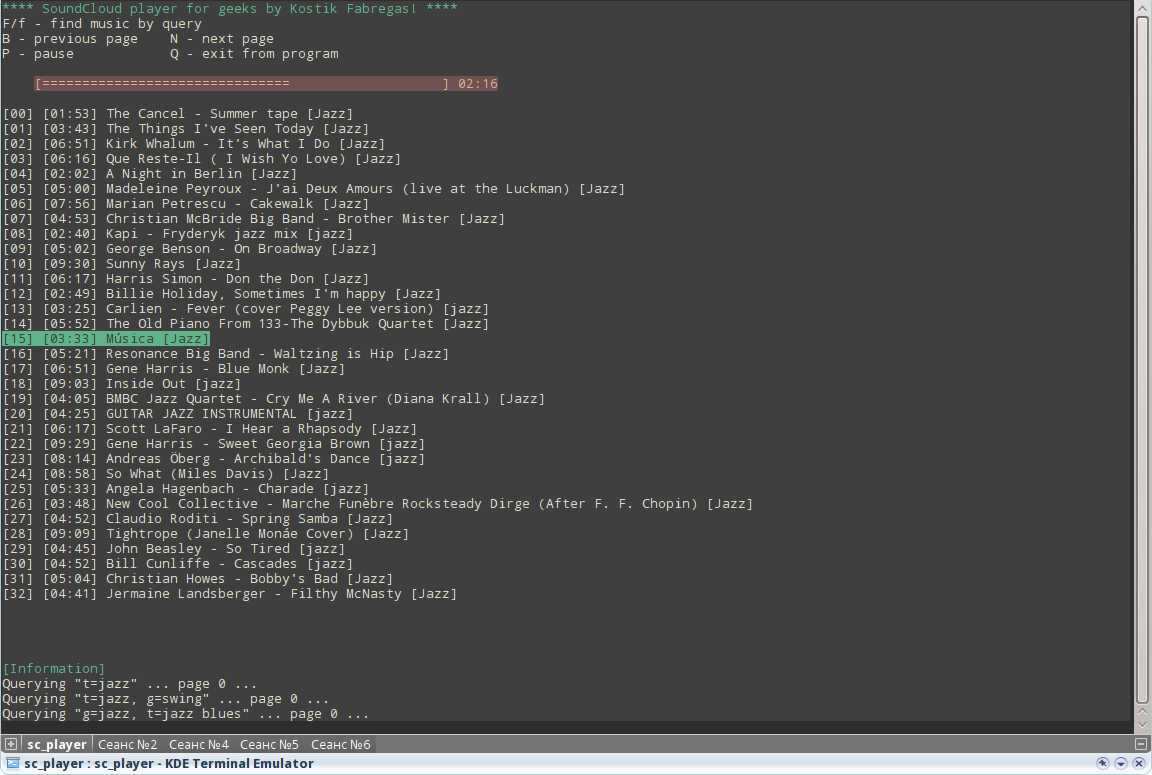 **** SoundCloud player for geeks by Kostik Fabregas! ****
F/f - find music by query
B - previous page    N - next page
P - pause            Q - exit from program
[===============================                   ] 02:16
[00] [01:53] The Cancel - Summer tape [Jazz]
[01] [03:43] The Things I've Seen Today [Jazz]
[02] [06:51] Kirk Whalum - It's What I Do [Jazz]
[03] [06:16] Que Reste-Il ( I Wish Yo Love) [Jazz]
[04] [02:02] A Night in Berlin [Jazz]
[05] [05:00] Madeleine Peyroux - J'ai Deux Amours (live at the Luckman) [Jazz]
[06] [07:56] Marian Petrescu - Cakewalk [Jazz]
[07] [04:53] Christian McBride Big Band - Brother Mister [Jazz]
[08] [02:40] Kapi - Fryderyk jazz mix [jazz]
[09] [05:02] George Benson - On Broadway [Jazz]
[10] [09:30] Sunny Rays [Jazz]
[11] [06:17] Harris Simon - Don the Don [Jazz]
[12] [02:49] Billie Holiday, Sometimes I'm happy [Jazz]
[13] [03:25] Carlien - Fever (cover Peggy Lee version) [jazz]
[14] [05:52] The Old Piano From 133-The Dybbuk Quartet [Jazz]
[15] [03:33] Música [Jazz]
[16] [05:21] Resonance Big Band - Waltzing is Hip [Jazz]
[17] [06:51] Gene Harris - Blue Monk [Jazz]
[18] [09:03] Inside Out [jazz]
[19] [04:05] BMBC Jazz Quartet - Cry Me A River (Diana Krall) [Jazz]
[20] [04:25] GUITAR JAZZ INSTRUMENTAL [jazz]
[21] [06:17] Scott LaFaro - I Hear a Rhapsody [Jazz]
[22] [09:29] Gene Harris - Sweet Georgia Brown [jazz]
[23] [08:14] Andreas Öberg - Archibald's Dance [jazz]
[24] [08:58] So What (Miles Davis) [Jazz]
[25] [05:33] Angela Hagenbach - Charade [jazz]
[26] [03:48] New Cool Collective - Marche Funèbre Rocksteady Dirge (After F. F. Chopin) [Jazz]
[27] [04:52] Claudio Roditi - Spring Samba [Jazz]
[28] [09:09] Tightrope (Janelle Monáe Cover) [Jazz]
[29] [04:45] John Beasley - So Tired [jazz]
[30] [04:52] Bill Cunliffe - Cascades [jazz]
[31] [05:04] Christian Howes - Bobby's Bad [Jazz]
[32] [04:41] Jermaine Landsberger - Filthy McNasty [Jazz]
[Information]
Querying "t=jazz" ... page 0 ...
Querying "t=jazz, g=swing" ... page 0 ...
Querying "g=jazz, t=jazz blues" ... page 0 ...
sc_player Сеанс №2 Сеанс №4 Сеанс №5 Сеанс №6
sc_player : sc_player - KDE Terminal Emulator